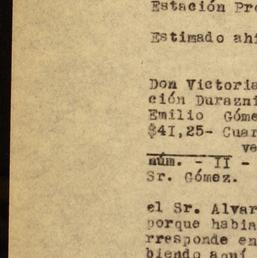 Estación Pr
Estimado ahi
Don Victoria
ción Durazni
Emilio Góme
$41,25- Cuar
ve
núm. - II -
Sr. Gómez.
el Sr. Alvar
porque habia
rresponde en
biendo aquí